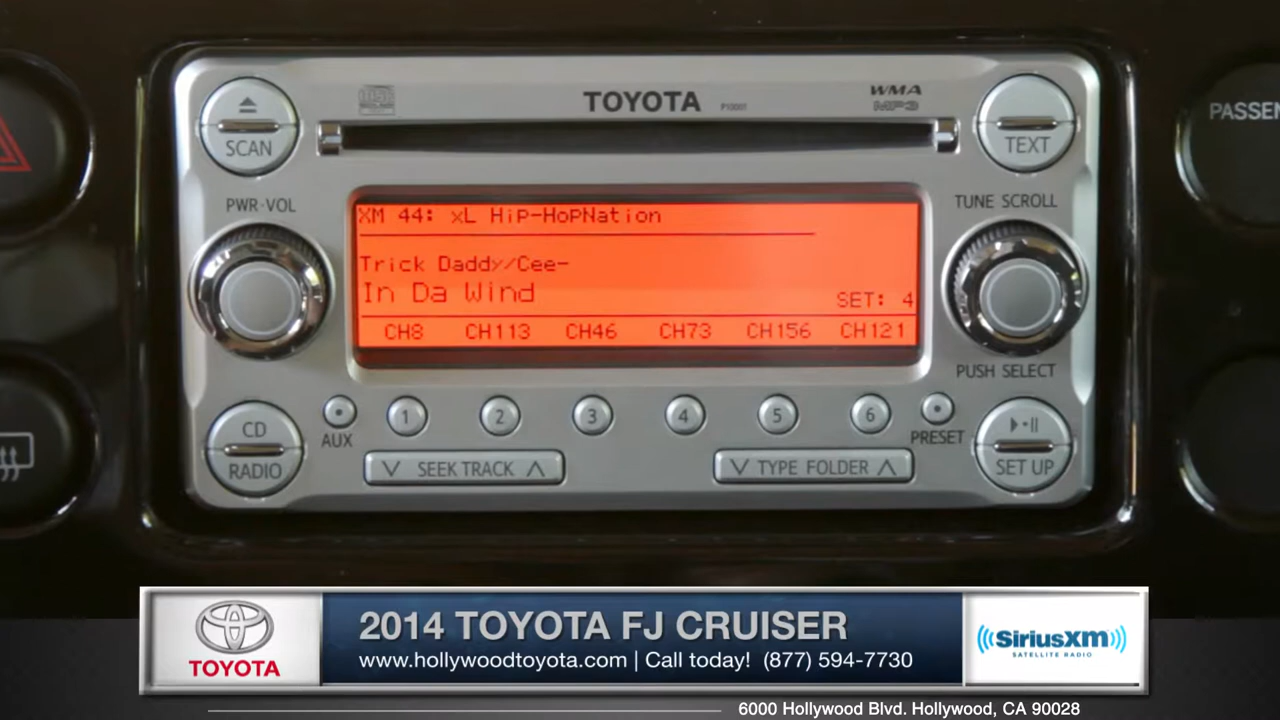 TOYOTA
P10001
WMA
MP3
SCAN
TEXT
PASSEN
PWR·VOL
TUNE SCROLL
XM 44: xL HiP-HoPNation
Trick Daddy/Cee-
In Da Wind
SET: 4
CH8 CH113 CH46 CH73 CH156 CH121
PUSH SELECT
CD
RADIO
AUX
1 2 3 4 5 6
PRESET
SEEK TRACK
TYPE FOLDER
SET UP
TOYOTA
2014 TOYOTA FJ CRUISER
www.hollywoodtoyota.com | Call today! (877) 594-7730
SiriusXM
SATELLITE RADIO
6000 Hollywood Blvd. Hollywood, CA 90028